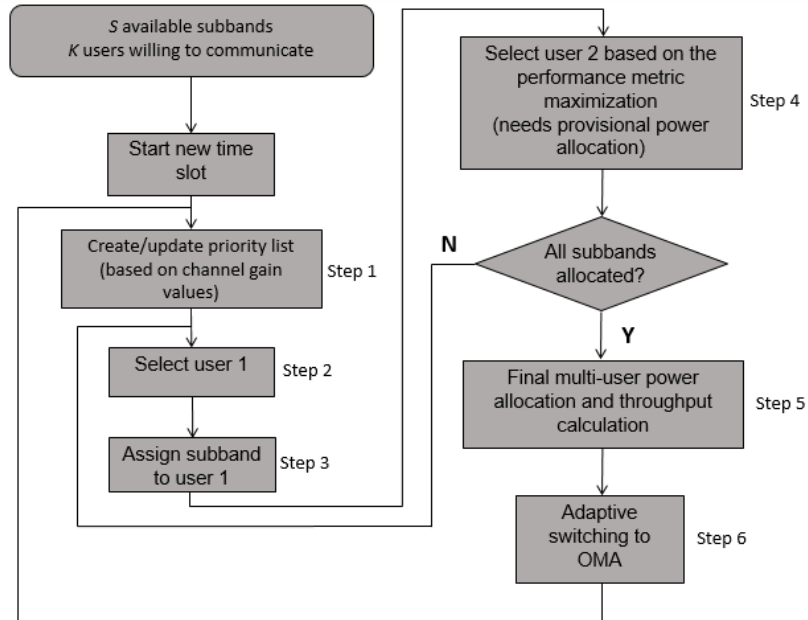 S available subbands
K users willing to communicate
Start new time
slot
Create/update priority list
(based on channel gain
values)
Step 1
Select user 1
Step 2
Assign subband
to user 1
Step 3
Select user 2 based on the
performance metric
maximization
(needs provisional power
allocation)
Step 4
All subbands
allocated?
N
Y
Final multi-user power
allocation and throughput
calculation
Step 5
Adaptive
switching to
OMA
Step 6